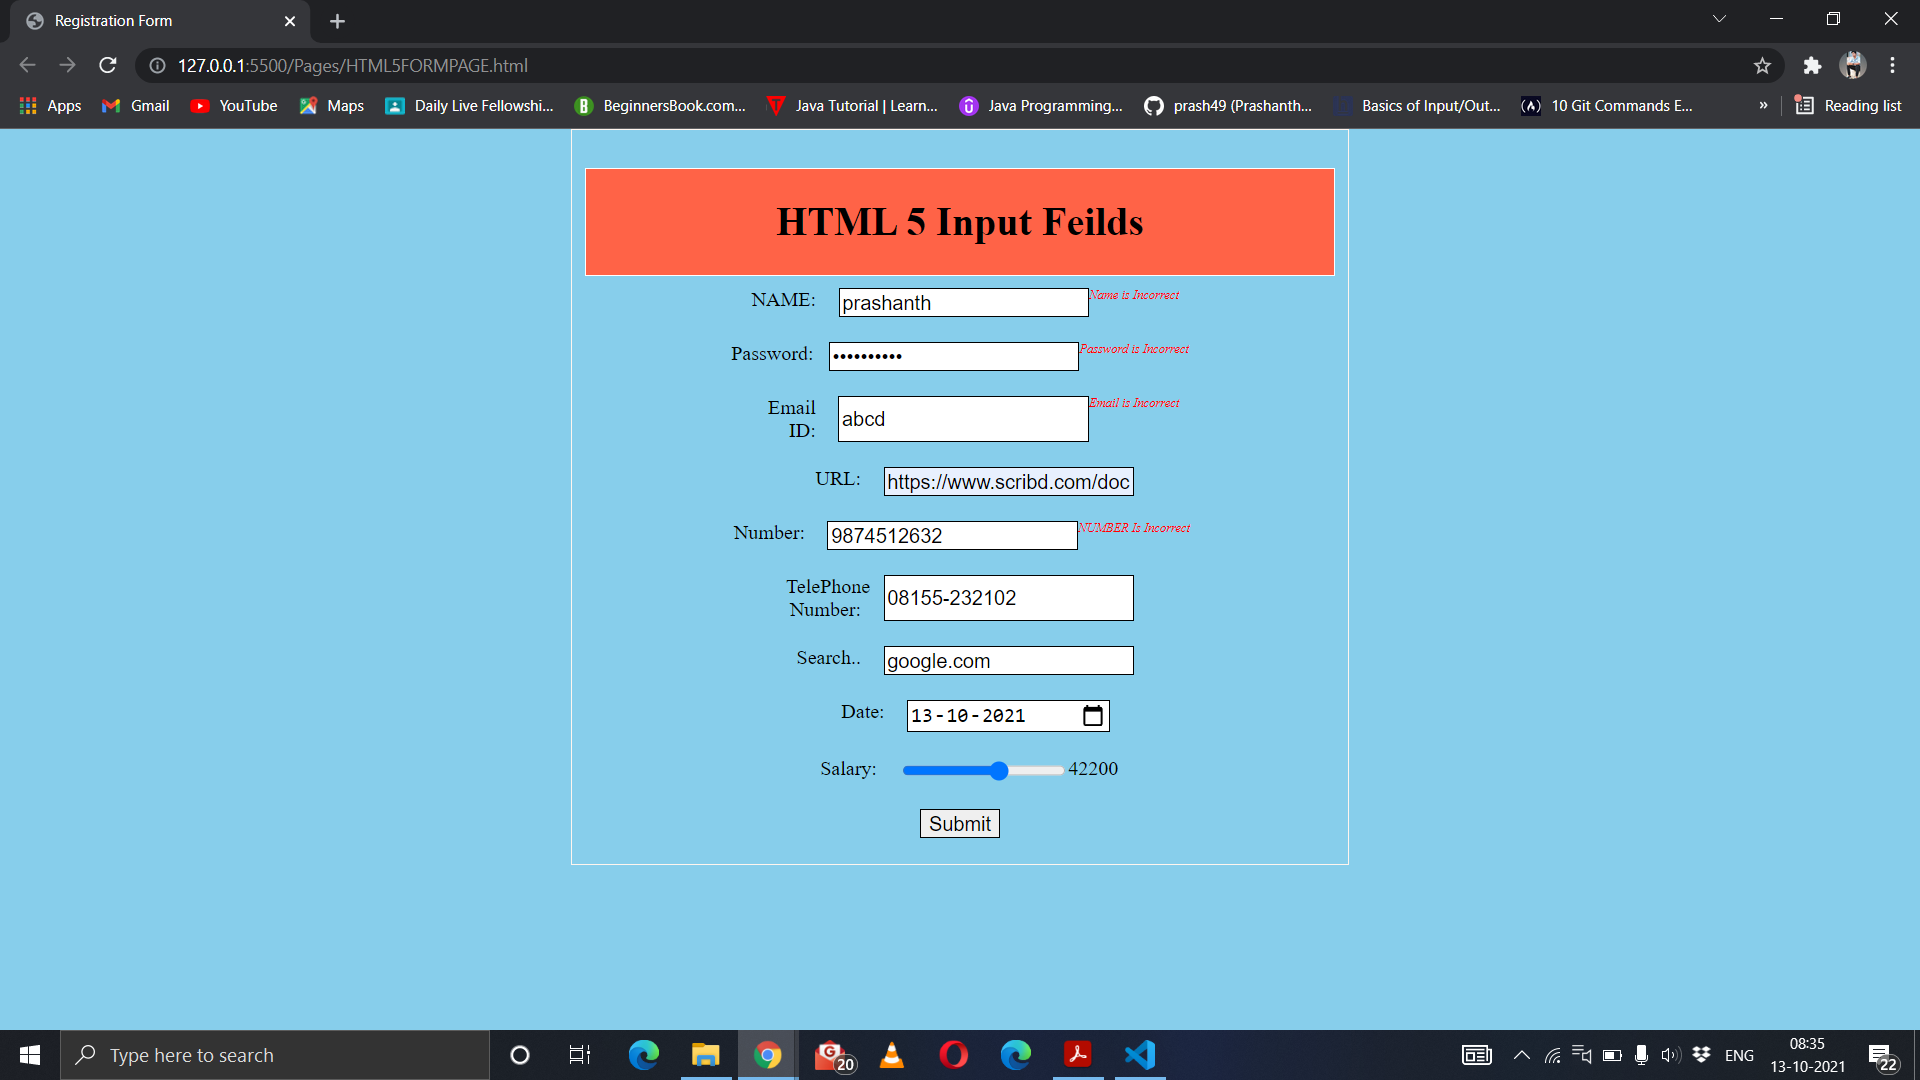 Registration Form
127.0.0.1:5500/Pages/HTML5FORMPAGE.html
Apps Gmail YouTube Maps Daily Live Fellowshi... BeginnersBook.com... Java Tutorial | Learn... Java Programming,... prash49 (Prashanth... Basics of Input/Out... 10 Git Commands E... » Reading list
HTML 5 Input Feilds
NAME: prashanth Name is Incorrect
Password: •••••••••• Password is Incorrect
Email
ID: abcd Email is Incorrect
URL: https://www.scribd.com/doc
Number: 9874512632 NUMBER Is Incorrect
TelePhone
Number: 08155-232102
Search.. google.com
Date: 13-10-2021
Salary: 42200
Submit
Type here to search 20 ENG 08:35
13-10-2021 22